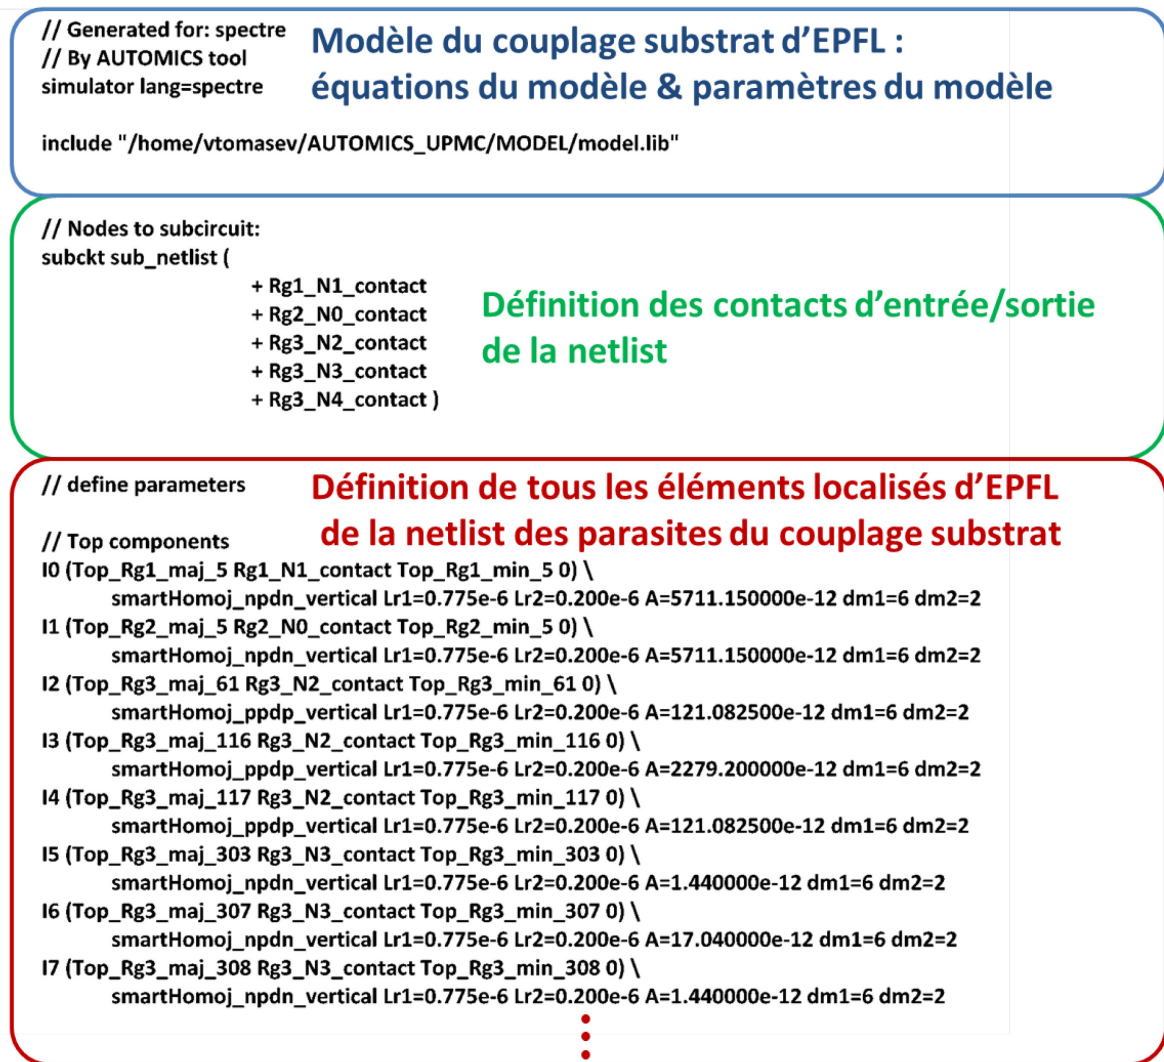 // Generated for: spectre
// By AUTOMICS tool
simulator lang=spectre
Modèle du couplage substrat d’EPFL :
équations du modèle & paramètres du modèle
include "/home/vtomasev/AUTOMICS_UPMC/MODEL/model.lib"
// Nodes to subcircuit:
subckt sub_netlist (
+ Rg1_N1_contact
+ Rg2_N0_contact
+ Rg3_N2_contact
+ Rg3_N3_contact
+ Rg3_N4_contact )
Définition des contacts d’entrée/sortie
de la netlist
// define parameters
Définition de tous les éléments localisés d’EPFL
de la netlist des parasites du couplage substrat
// Top components
I0 (Top_Rg1_maj_5 Rg1_N1_contact Top_Rg1_min_5 0) \
smartHomoj_npdn_vertical Lr1=0.775e-6 Lr2=0.200e-6 A=5711.150000e-12 dm1=6 dm2=2
I1 (Top_Rg2_maj_5 Rg2_N0_contact Top_Rg2_min_5 0) \
smartHomoj_npdn_vertical Lr1=0.775e-6 Lr2=0.200e-6 A=5711.150000e-12 dm1=6 dm2=2
I2 (Top_Rg3_maj_61 Rg3_N2_contact Top_Rg3_min_61 0) \
smartHomoj_ppdp_vertical Lr1=0.775e-6 Lr2=0.200e-6 A=121.082500e-12 dm1=6 dm2=2
I3 (Top_Rg3_maj_116 Rg3_N2_contact Top_Rg3_min_116 0) \
smartHomoj_ppdp_vertical Lr1=0.775e-6 Lr2=0.200e-6 A=2279.200000e-12 dm1=6 dm2=2
I4 (Top_Rg3_maj_117 Rg3_N2_contact Top_Rg3_min_117 0) \
smartHomoj_ppdp_vertical Lr1=0.775e-6 Lr2=0.200e-6 A=121.082500e-12 dm1=6 dm2=2
I5 (Top_Rg3_maj_303 Rg3_N3_contact Top_Rg3_min_303 0) \
smartHomoj_npdn_vertical Lr1=0.775e-6 Lr2=0.200e-6 A=1.440000e-12 dm1=6 dm2=2
I6 (Top_Rg3_maj_307 Rg3_N3_contact Top_Rg3_min_307 0) \
smartHomoj_npdn_vertical Lr1=0.775e-6 Lr2=0.200e-6 A=17.040000e-12 dm1=6 dm2=2
I7 (Top_Rg3_maj_308 Rg3_N3_contact Top_Rg3_min_308 0) \
smartHomoj_npdn_vertical Lr1=0.775e-6 Lr2=0.200e-6 A=1.440000e-12 dm1=6 dm2=2